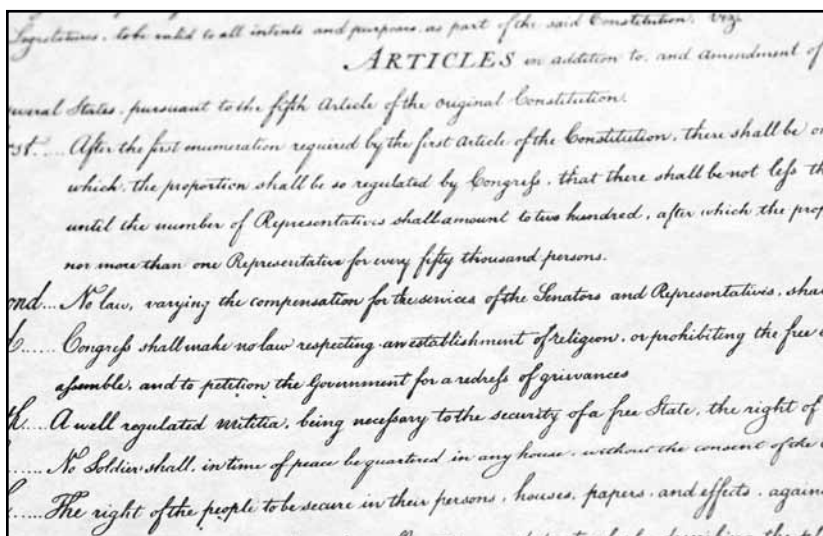 Legislatures, to be valid to all intents and purposes, as part of the said Constitution. viz.
ARTICLES in addition to, and amendment of
several States, pursuant to the fifth Article of the original Constitution.
After the first enumeration required by the first Article of the Constitution, there shall be
which, the proportion shall be so regulated by Congress, that there shall be not less
until the number of Representatives shall amount to two hundred, after which the
nor more than one Representative for every fifty thousand persons.
No law, varying the compensation for the services of the Senators and Representatives,
Congress shall make no law respecting an establishment of religion, or prohibiting the free
assemble, and to petition the Government for a redress of grievances
A well regulated militia, being necessary to the security of a free State, the right of
No Soldier shall, in time of peace be quartered in any house, without the consent of the
The right of the people to be secure in their persons, houses, papers, and effects,